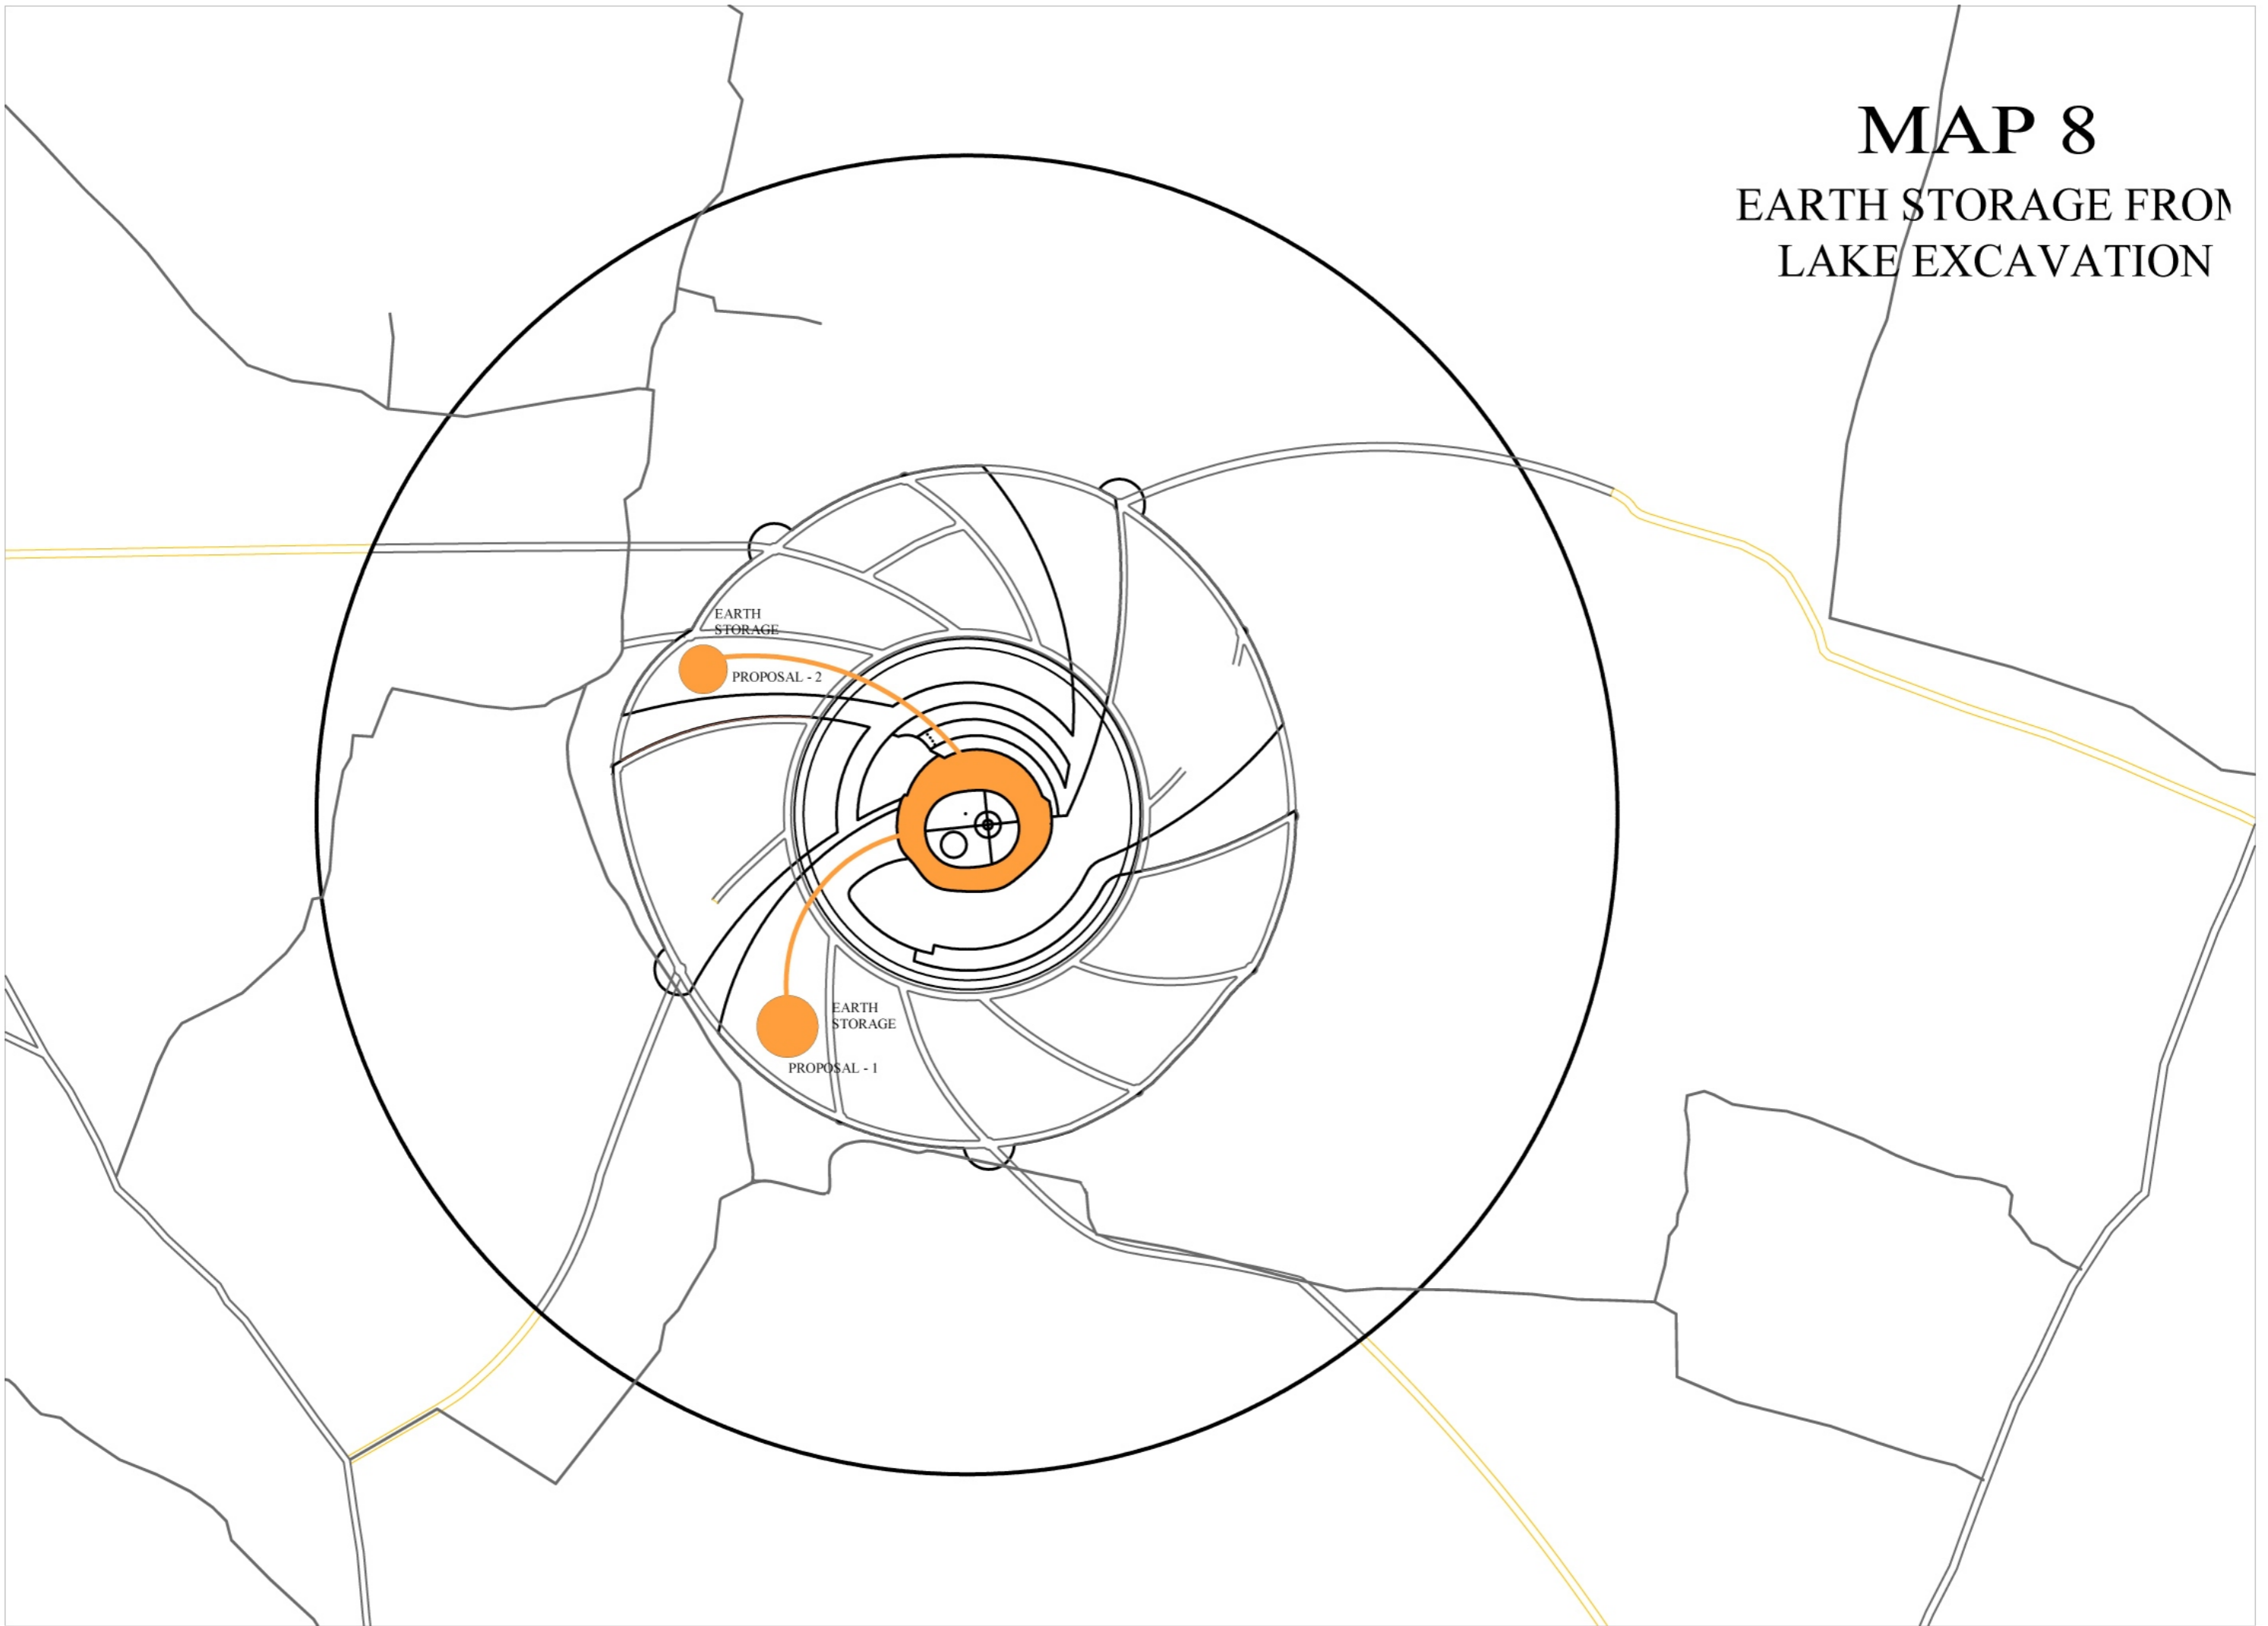 MAP 8
EARTH STORAGE FROM
LAKE EXCAVATION
EARTH
STORAGE
PROPOSAL - 2
EARTH
STORAGE
PROPOSAL - 1